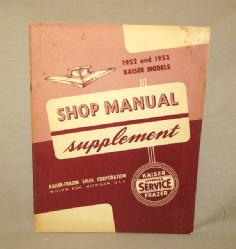 1952 and 1953
KAISER MODELS
SHOP MANUAL
supplement
KAISER-FRAZER SALES CORPORATION
WILLOW RUN, MICHIGAN, U.S.A.
KAISER
SERVICE
FRAZER